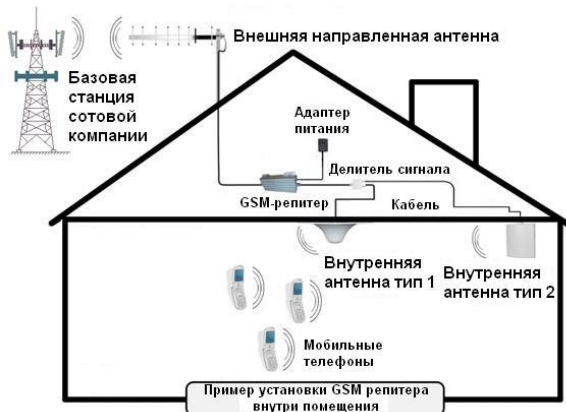 Внешняя направленная антенна
Базовая
станция
сотовой
компании
Адаптер
питания
Делитель сигнала
GSM-репитер
Кабель
Внутренняя
антенна тип 1
Внутренняя
антенна тип 2
Мобильные
телефоны
Пример установки GSM репитера
внутри помещения